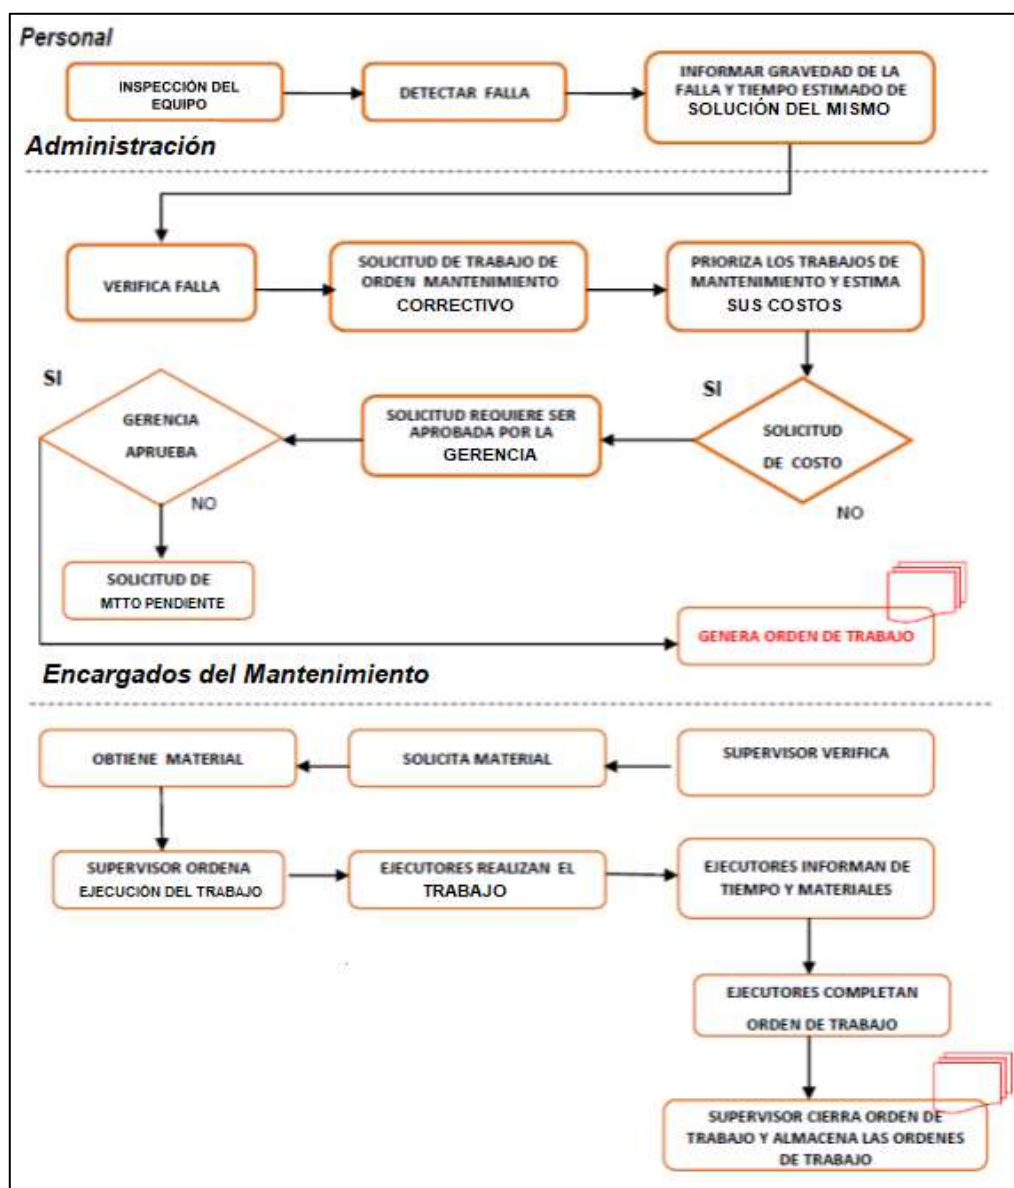 Personal
INSPECCIÓN DEL
EQUIPO
DETECTAR FALLA
INFORMAR GRAVEDAD DE LA
FALLA Y TIEMPO ESTIMADO DE
SOLUCIÓN DEL MISMO
Administración
VERIFICA FALLA
SOLICITUD DE TRABAJO DE
ORDEN MANTENIMIENTO
CORRECTIVO
PRIORIZA LOS TRABAJOS DE
MANTENIMIENTO Y ESTIMA
SUS COSTOS
SI
GERENCIA
APRUEBA
NO
SOLICITUD REQUIERE SER
APROBADA POR LA
GERENCIA
SI
SOLICITUD
DE COSTO
NO
SOLICITUD DE
MTTO PENDIENTE
GENERA ORDEN DE TRABAJO
Encargados del Mantenimiento
OBTIENE MATERIAL
SOLICITA MATERIAL
SUPERVISOR VERIFICA
SUPERVISOR ORDENA
EJECUCIÓN DEL TRABAJO
EJECUTORES REALIZAN EL
TRABAJO
EJECUTORES INFORMAN DE
TIEMPO Y MATERIALES
EJECUTORES COMPLETAN
ORDEN DE TRABAJO
SUPERVISOR CIERRA ORDEN DE
TRABAJO Y ALMACENA LAS ORDENES
DE TRABAJO